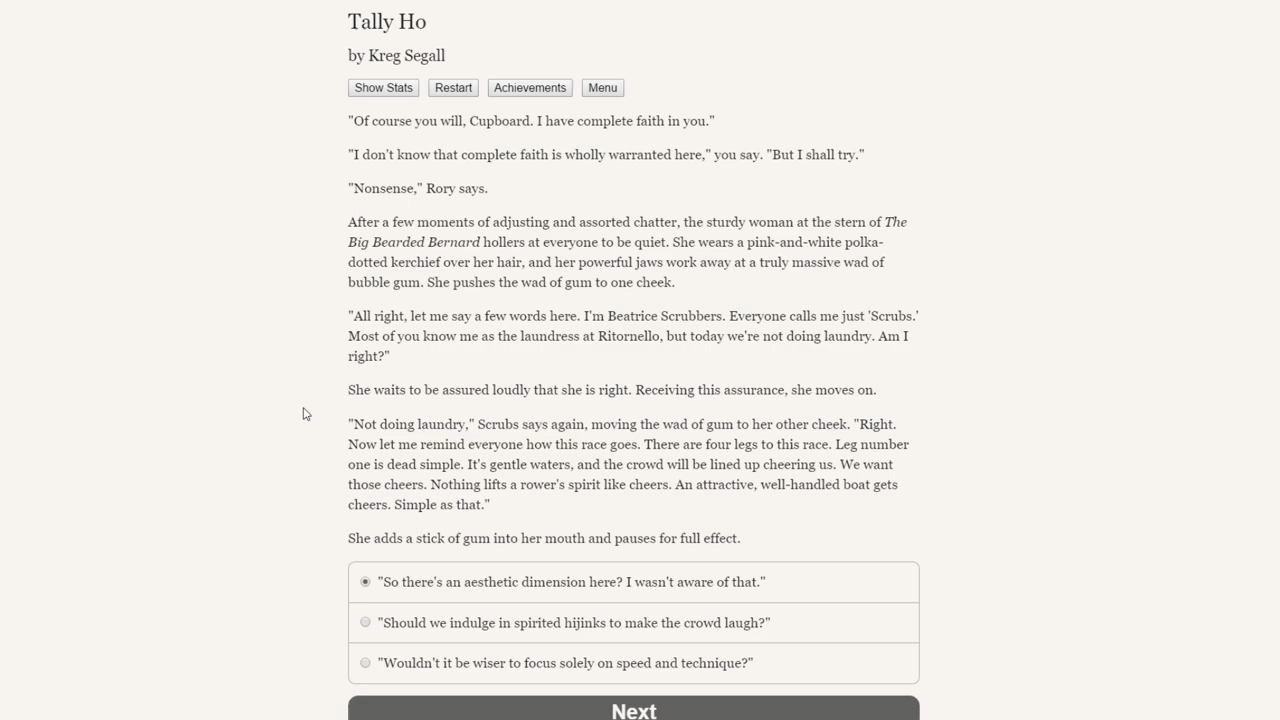 Tally Ho
by Kreg Segall
Show Stats Restart Achievements Menu
"Of course you will, Cupboard. I have complete faith in you."
"I don't know that complete faith is wholly warranted here," you say. "But I shall try."
"Nonsense," Rory says.
After a few moments of adjusting and assorted chatter, the sturdy woman at the stern of The
Big Bearded Bernard hollers at everyone to be quiet. She wears a pink-and-white polka-
dotted kerchief over her hair, and her powerful jaws work away at a truly massive wad of
bubble gum. She pushes the wad of gum to one cheek.
"All right, let me say a few words here. I'm Beatrice Scrubbers. Everyone calls me just 'Scrubs.'
Most of you know me as the laundress at Ritornello, but today we're not doing laundry. Am I
right?"
She waits to be assured loudly that she is right. Receiving this assurance, she moves on.
"Not doing laundry," Scrubs says again, moving the wad of gum to her other cheek. "Right.
Now let me remind everyone how this race goes. There are four legs to this race. Leg number
one is dead simple. It's gentle waters, and the crowd will be lined up cheering us. We want
those cheers. Nothing lifts a rower's spirit like cheers. An attractive, well-handled boat gets
cheers. Simple as that."
She adds a stick of gum into her mouth and pauses for full effect.
"So there's an aesthetic dimension here? I wasn't aware of that."
"Should we indulge in spirited hijinks to make the crowd laugh?"
"Wouldn't it be wiser to focus solely on speed and technique?"
Next